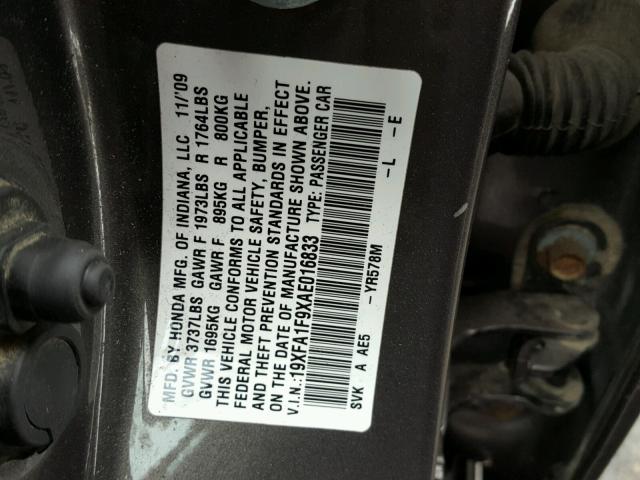 MFD. BY HONDA MFG. OF INDIANA, LLC 11/'09
GVWR 3737LBS GAWR F 1973LBS R 1764LBS
GVWR 1695KG GAWR F 895KG R 800KG
THIS VEHICLE CONFORMS TO ALL APPLICABLE
FEDERAL MOTOR VEHICLE SAFETY, BUMPER,
AND THEFT PREVENTION STANDARDS IN EFFECT
ON THE DATE OF MANUFACTURE SHOWN ABOVE.
V.I.N.:19XFA1F9XAE016833 TYPE: PASSENGER CAR
SVK A AE5 -YR578M -L -E